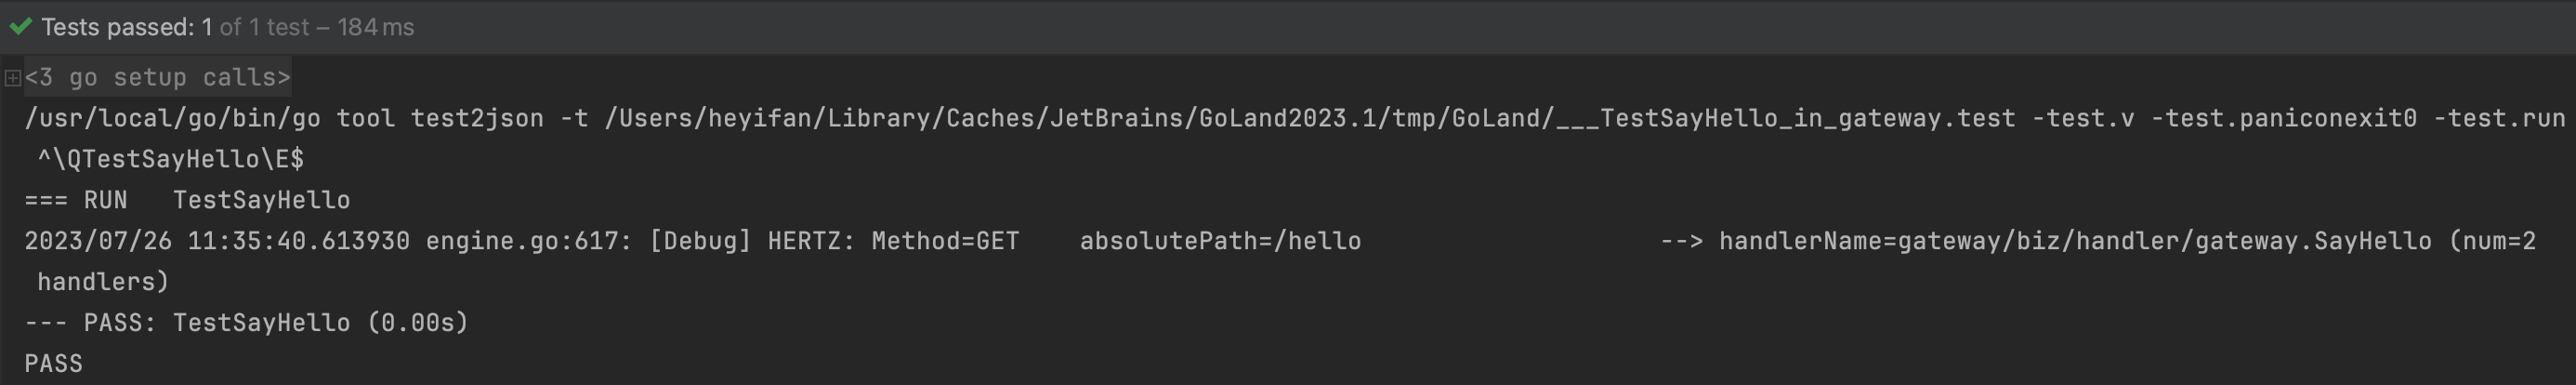 Tests passed: 1 of 1 test – 184 ms
<3 go setup calls>
/usr/local/go/bin/go tool test2json -t /Users/heyifan/Library/Caches/JetBrains/GoLand2023.1/tmp/GoLand/___TestSayHello_in_gateway.test -test.v -test.paniconexit0 -test.run
^\QTestSayHello\E$
=== RUN   TestSayHello
2023/07/26 11:35:40.613930 engine.go:617: [Debug] HERTZ: Method=GET    absolutePath=/hello                    --> handlerName=gateway/biz/handler/gateway.SayHello (num=2
handlers)
--- PASS: TestSayHello (0.00s)
PASS